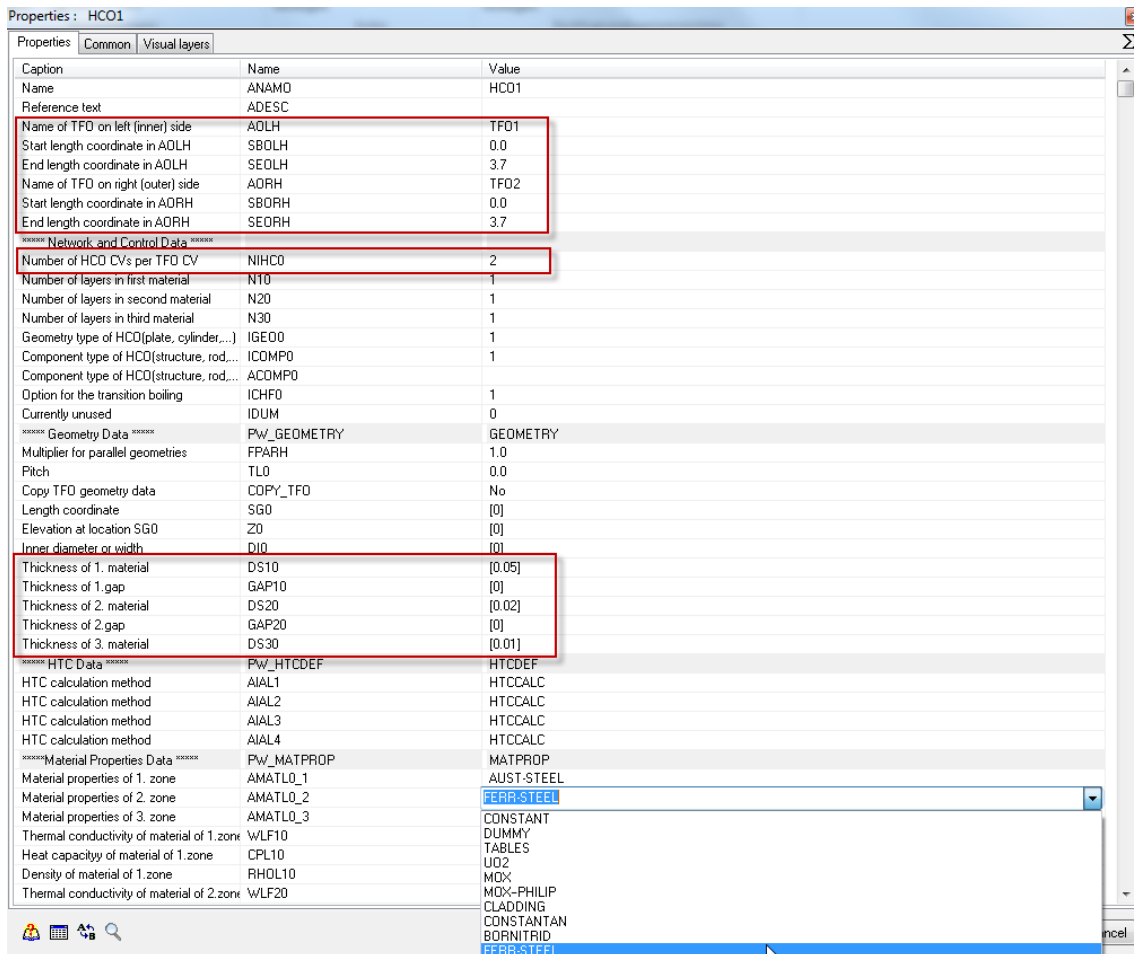 Properties : HCO1
Properties Common Visual layers Σ
Caption Name Value
Name ANAMO HCO1
Reference text ADESC
Name of TFO on left (inner) side AOLH TFO1
Start length coordinate in AOLH SBOLH 0.0
End length coordinate in AOLH SEOLH 3.7
Name of TFO on right (outer) side AORH TFO2
Start length coordinate in AORH SBORH 0.0
End length coordinate in AORH SEORH 3.7
***** Network and Control Data *****
Number of HCO CVs per TFO CV NIHCO 2
Number of layers in first material N10 1
Number of layers in second material N20 1
Number of layers in third material N30 1
Geometry type of HCO(plate, cylinder,...) IGEO0 1
Component type of HCO(structure, rod,... ICOMP0 1
Component type of HCO(structure, rod,... ACOMP0
Option for the transition boiling ICHF0 1
Currently unused IDUM 0
***** Geometry Data ***** PW_GEOMETRY GEOMETRY
Multiplier for parallel geometries FPARH 1.0
Pitch TL0 0.0
Copy TFO geometry data COPY_TFO No
Length coordinate SG0 [0]
Elevation at location SG0 Z0 [0]
Inner diameter or width DI0 [0]
Thickness of 1. material DS10 [0.05]
Thickness of 1.gap GAP10 [0]
Thickness of 2. material DS20 [0.02]
Thickness of 2.gap GAP20 [0]
Thickness of 3. material DS30 [0.01]
***** HTC Data ***** PW_HTCDEF HTCDEF
HTC calculation method AIAL1 HTCCALC
HTC calculation method AIAL2 HTCCALC
HTC calculation method AIAL3 HTCCALC
HTC calculation method AIAL4 HTCCALC
*****Material Properties Data ***** PW_MATPROP MATPROP
Material properties of 1. zone AMATL0_1 AUST-STEEL
Material properties of 2. zone AMATL0_2 FERR-STEEL
Material properties of 3. zone AMATL0_3 CONSTANT
Thermal conductivity of material of 1.zone WLF10 DUMMY
TABLES
Heat capacityy of material of 1.zone CPL10 UO2
Density of material of 1.zone RHOL10 MOX
Thermal conductivity of material of 2.zone WLF20 MOX-PHILIP
CLADDING
CONSTANTAN
BORNITRID ncel
FERR-STEEL